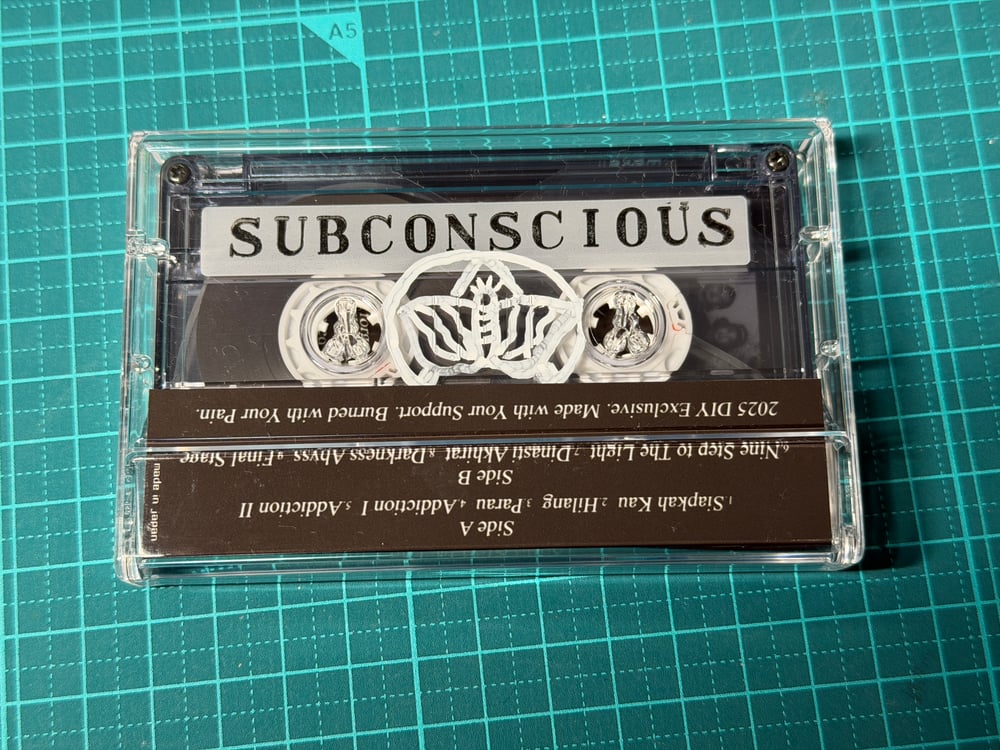 A5
SUBCONSCIOUS
Side A
1.Siapkah Kau 2.Hilang 3.Parau 4.Addiction I 5.Addiction II
Side B
6.Nine Step to The Light 7.Dinasti Akhirat 8.Darkness Abyss 9.Final Stage
2025 DIY Exclusive. Made with Your Support. Burned with Your Pain.
made in japan